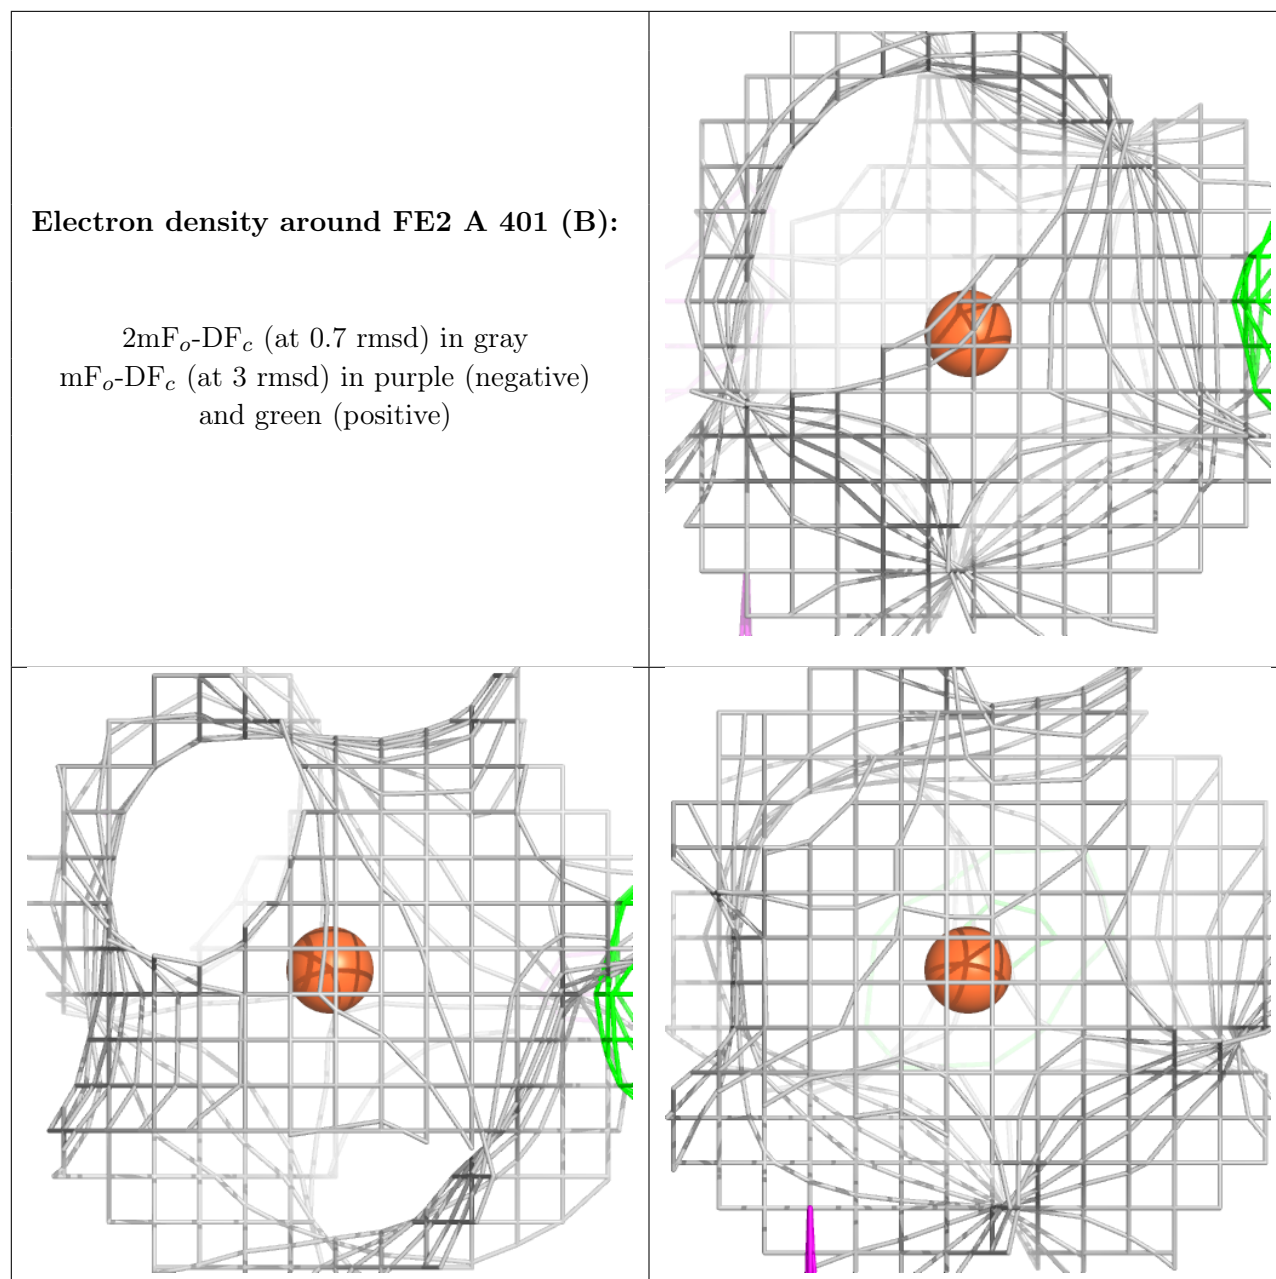 Electron density around FE2 A 401 (B):
2mFo-DFc (at 0.7 rmsd) in gray
mFo-DFc (at 3 rmsd) in purple (negative)
and green (positive)